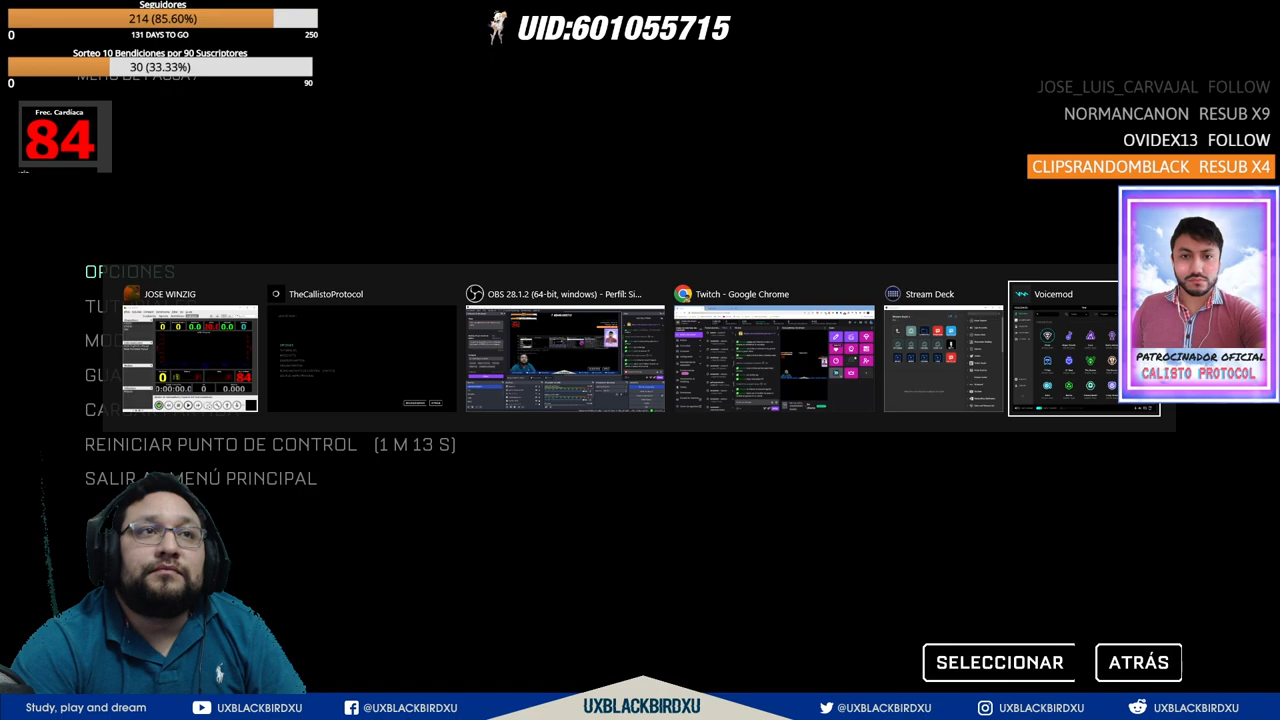 Seguidores
214 (85.60%)
0
131 DAYS TO GO
250
Sorteo 10 Bendiciones por 90 Suscriptores
30 (33.33%)
0
90
Frec. Cardíaca
84
UID:601055715
JOSE_LUIS_CARVAJAL FOLLOW
NORMANCANON RESUB X9
OVIDEX13 FOLLOW
CLIPSRANDOMBLACK RESUB X4
PATROCINADOR OFICIAL
CALISTO PROTOCOL
OPCIONES
JOSE WINZIG
TheCallistoProtocol
OBS 28.1.2 (64-bit, windows) - Perfil: Si...
Twitch - Google Chrome
Stream Deck
Voicemod
REINICIAR PUNTO DE CONTROL (1 M 13 S)
SALIR AL MENÚ PRINCIPAL
SELECCIONAR
ATRÁS
Study, play and dream
UXBLACKBIRDXU
@UXBLACKBIRDXU
UXBLACKBIRDXU
@UXBLACKBIRDXU
UXBLACKBIRDXU
UXBLACKBIRDXU